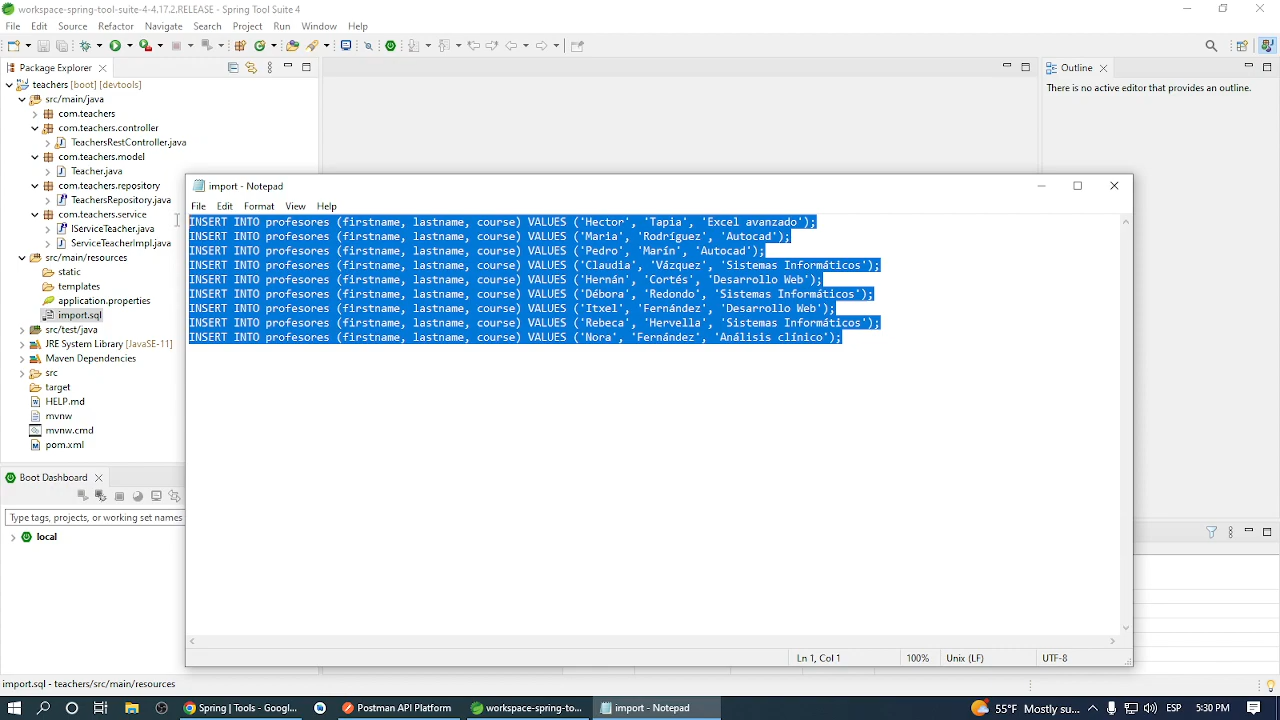 workspace-spring-tool-suite-4-4.17.2.RELEASE - Spring Tool Suite 4
File Edit Source Refactor Navigate Search Project Run Window Help
Package Explorer
Outline
teachers [boot] [devtools]
There is no active editor that provides an outline.
src/main/java
com.teachers
com.teachers.controller
TeachersRestController.java
com.teachers.model
Teacher.java
com.teachers.repository
TeachersRepository.java
com.teachers.service
IServiceTeacher.java
ServiceTeacherImpl.java
src/main/resources
static
templates
application.properties
import.sql
src/test/java
JRE System Library [JavaSE-11]
Maven Dependencies
src
target
HELP.md
mvnw
mvnw.cmd
pom.xml
import - Notepad
File Edit Format View Help
INSERT INTO profesores (firstname, lastname, course) VALUES ('Hector', 'Tapia', 'Excel avanzado');
INSERT INTO profesores (firstname, lastname, course) VALUES ('Maria', 'Rodríguez', 'Autocad');
INSERT INTO profesores (firstname, lastname, course) VALUES ('Pedro', 'Marín', 'Autocad');
INSERT INTO profesores (firstname, lastname, course) VALUES ('Claudia', 'Vázquez', 'Sistemas Informáticos');
INSERT INTO profesores (firstname, lastname, course) VALUES ('Hernán', 'Cortés', 'Desarrollo Web');
INSERT INTO profesores (firstname, lastname, course) VALUES ('Débora', 'Redondo', 'Sistemas Informáticos');
INSERT INTO profesores (firstname, lastname, course) VALUES ('Itxel', 'Fernández', 'Desarrollo Web');
INSERT INTO profesores (firstname, lastname, course) VALUES ('Rebeca', 'Hervella', 'Sistemas Informáticos');
INSERT INTO profesores (firstname, lastname, course) VALUES ('Nora', 'Fernández', 'Análisis clínico');
Ln 1, Col 1 100% Unix (LF) UTF-8
Boot Dashboard
Type tags, projects, or working set names
local
import.sql - teachers/src/main/resources
Spring | Tools - Googl...
Postman API Platform
workspace-spring-to...
import - Notepad
55°F Mostly su...
ESP
5:30 PM